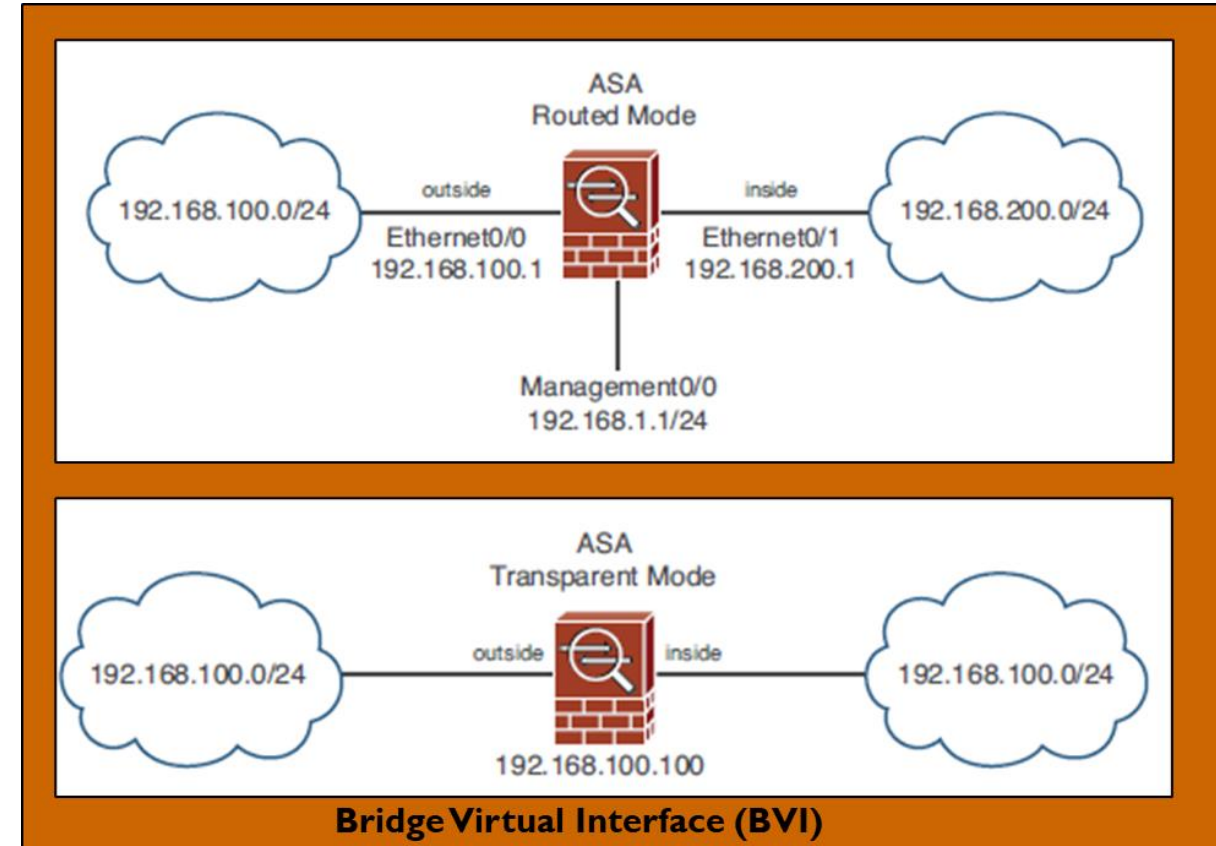 ASA
Routed Mode
192.168.100.0/24
outside
inside
192.168.200.0/24
Ethernet0/0
192.168.100.1
Ethernet0/1
192.168.200.1
Management0/0
192.168.1.1/24
ASA
Transparent Mode
192.168.100.0/24
outside
inside
192.168.100.0/24
192.168.100.100
Bridge Virtual Interface (BVI)